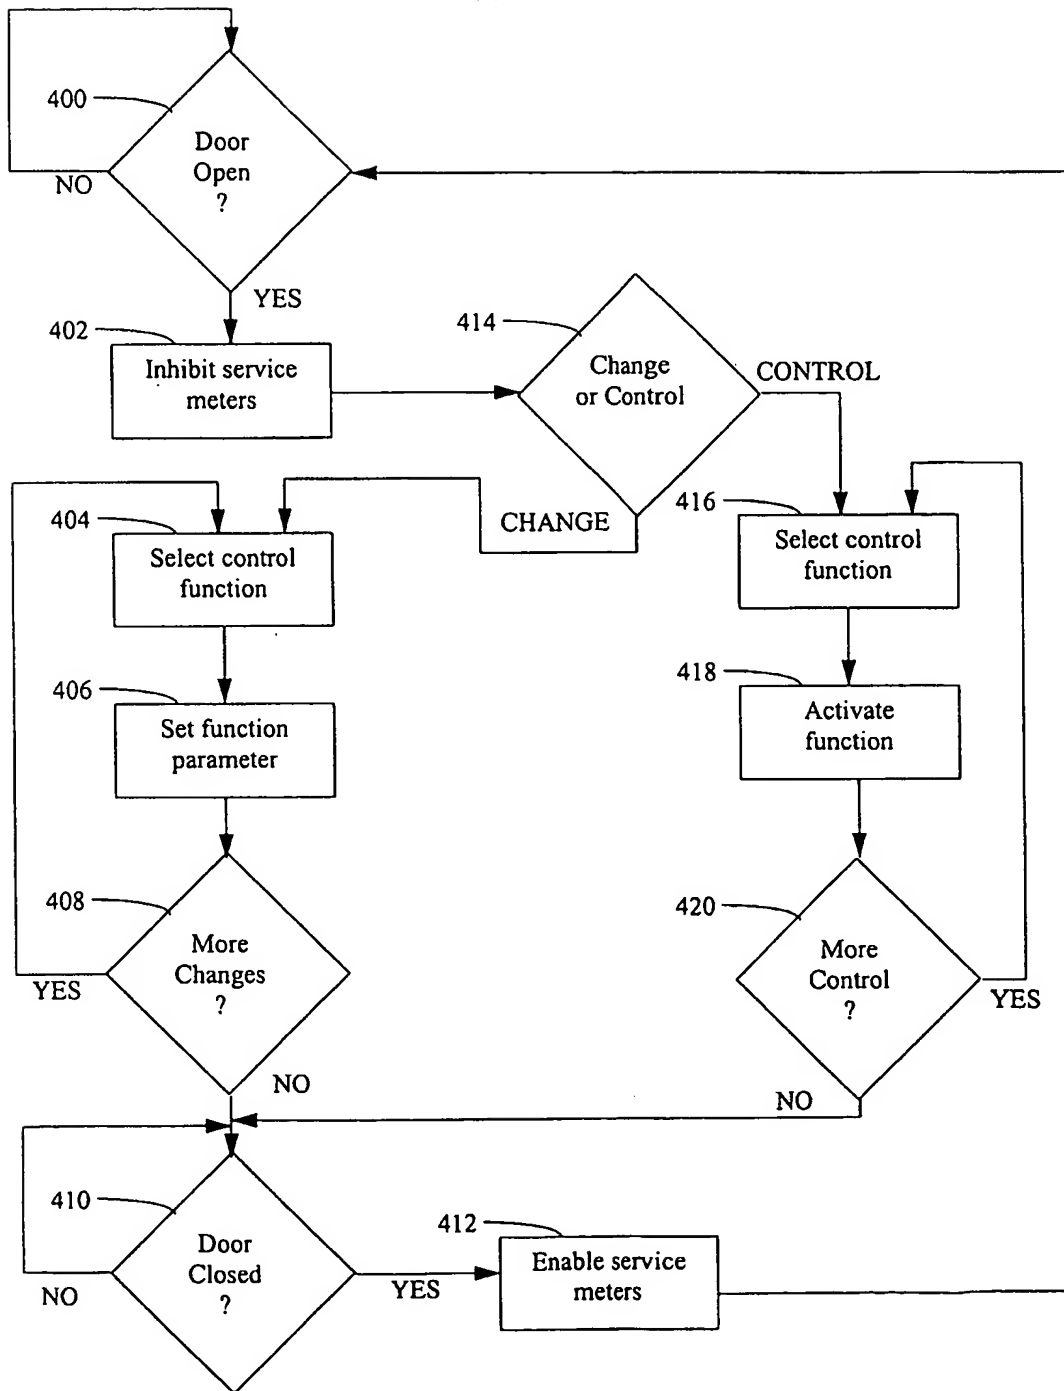 400
Door
Open
?
NO
YES
402
Inhibit service
meters
414
Change
or Control
CONTROL
CHANGE
404
Select control
function
416
Select control
function
406
Set function
parameter
418
Activate
function
408
More
Changes
?
YES
NO
420
More
Control
?
YES
NO
410
Door
Closed
?
NO
YES
412
Enable service
meters